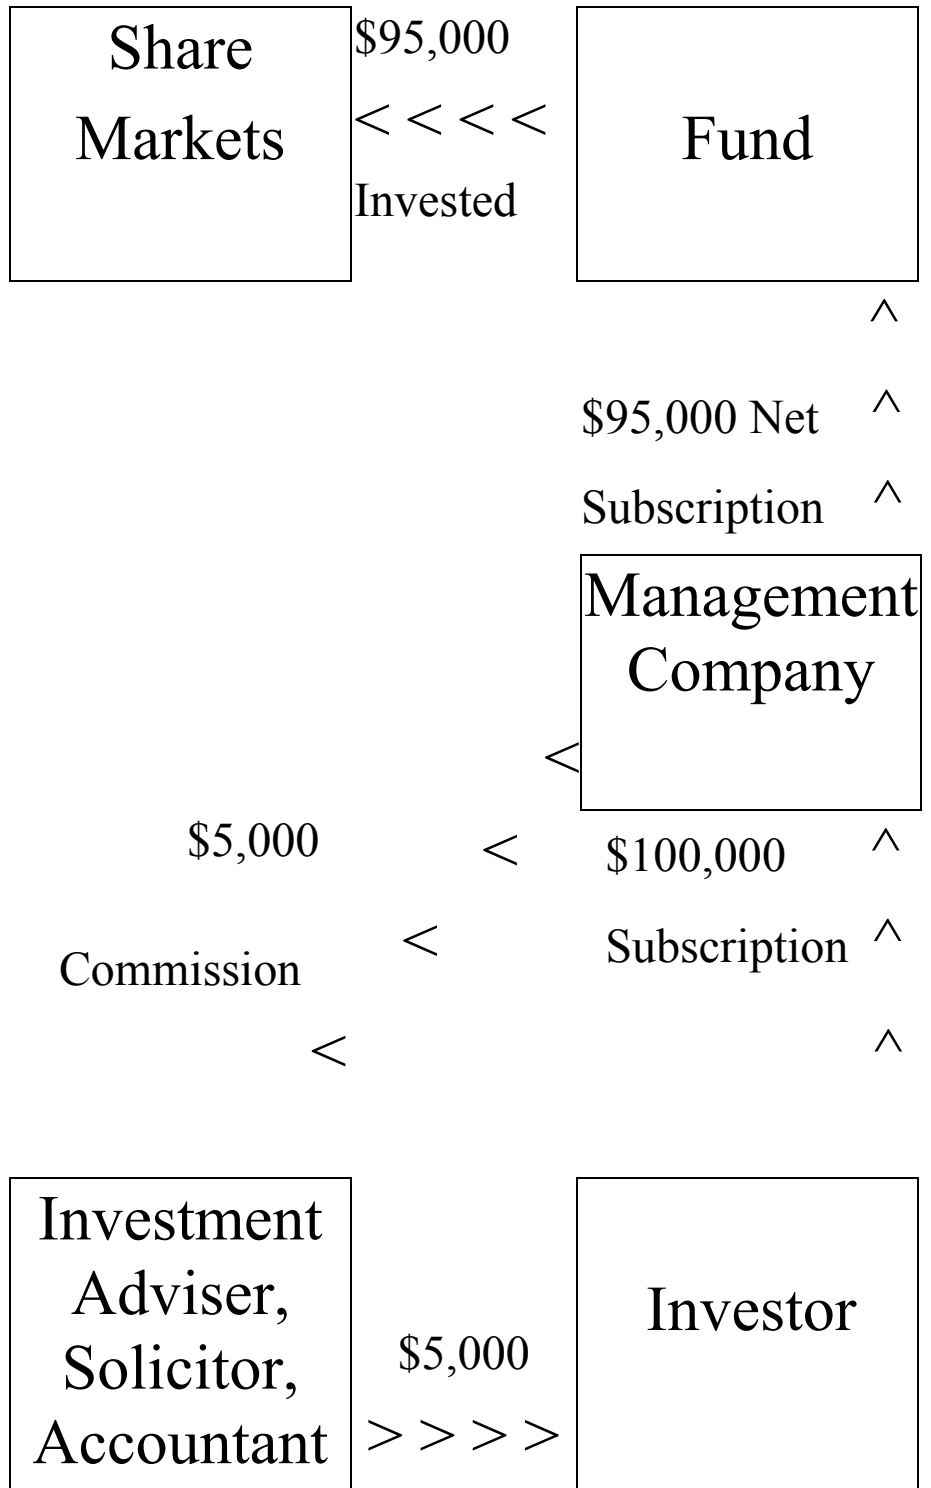 Share
Markets
$95,000
< < < <
Invested
Fund
^
$95,000 Net ^
Subscription ^
^
Management
Company
<
$5,000
<
$100,000 ^
<
Subscription ^
Commission
<
^
Investment
Adviser,
Solicitor,
Accountant
$5,000
> > > >
Investor